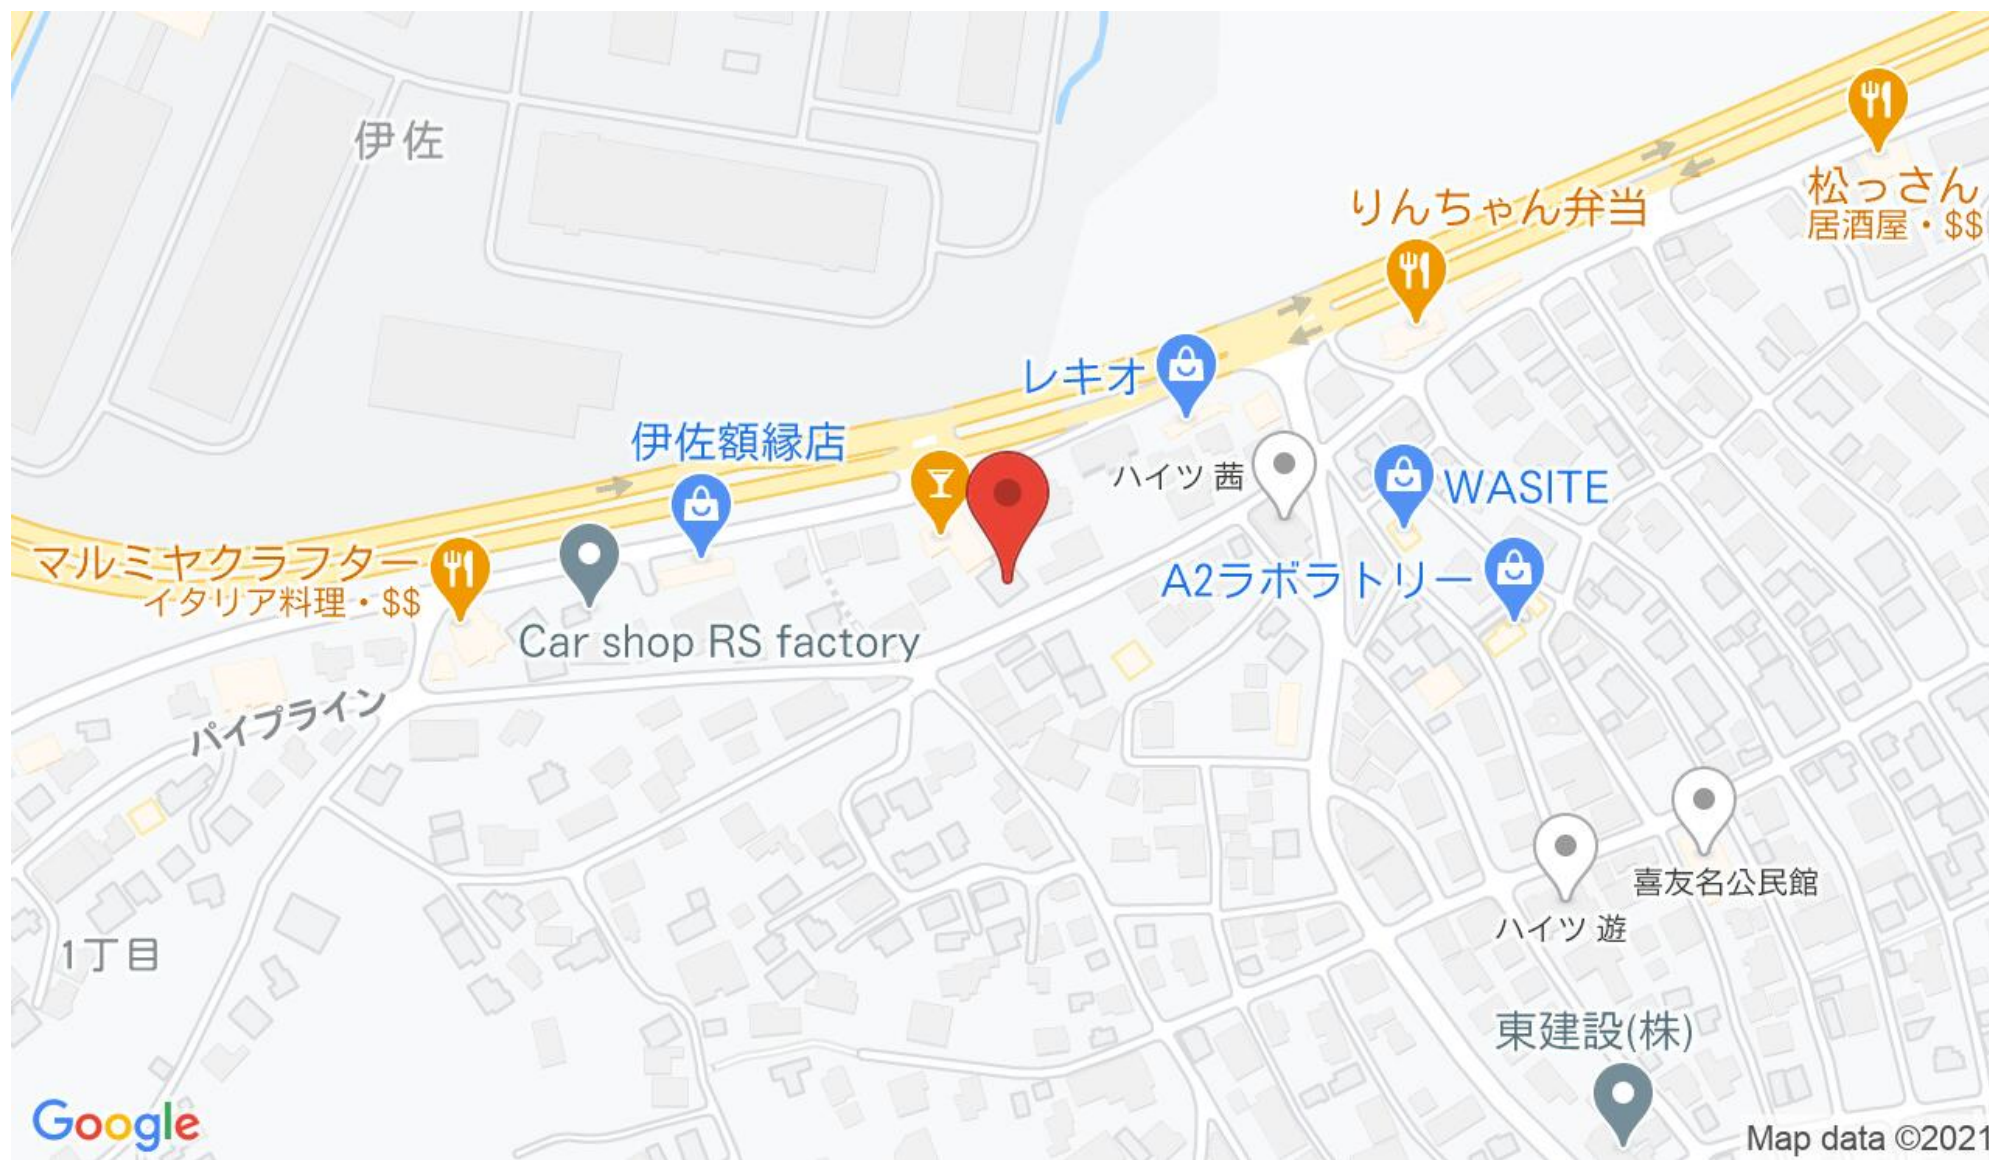 伊佐
松っさん
居酒屋・$$
りんちゃん弁当
レキオ
伊佐額縁店
ハイツ 茜
WASITE
マルミヤクラフター
イタリア料理・$$
A2ラボラトリー
Car shop RS factory
パイプライン
喜友名公民館
ハイツ 遊
1丁目
東建設(株)
Google
Map data ©2021